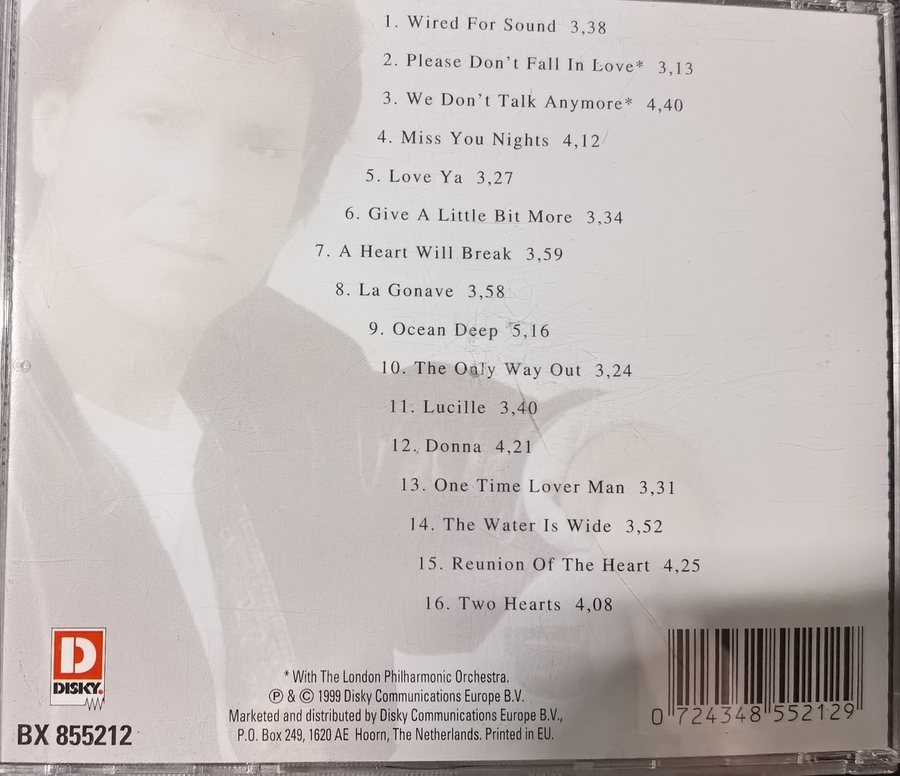 1. Wired For Sound 3,38
2. Please Don't Fall In Love* 3,13
3. We Don't Talk Anymore* 4,40
4. Miss You Nights 4,12
5. Love Ya 3,27
6. Give A Little Bit More 3,34
7. A Heart Will Break 3,59
8. La Gonave 3,58
9. Ocean Deep 5,16
10. The Only Way Out 3,24
11. Lucille 3,40
12. Donna 4,21
13. One Time Lover Man 3,31
14. The Water Is Wide 3,52
15. Reunion Of The Heart 4,25
16. Two Hearts 4,08
D
DISKY.
BX 855212
* With The London Philharmonic Orchestra.
℗ & © 1999 Disky Communications Europe B.V.
Marketed and distributed by Disky Communications Europe B.V.,
P.O. Box 249, 1620 AE Hoorn, The Netherlands. Printed in EU.
0 724348 552129